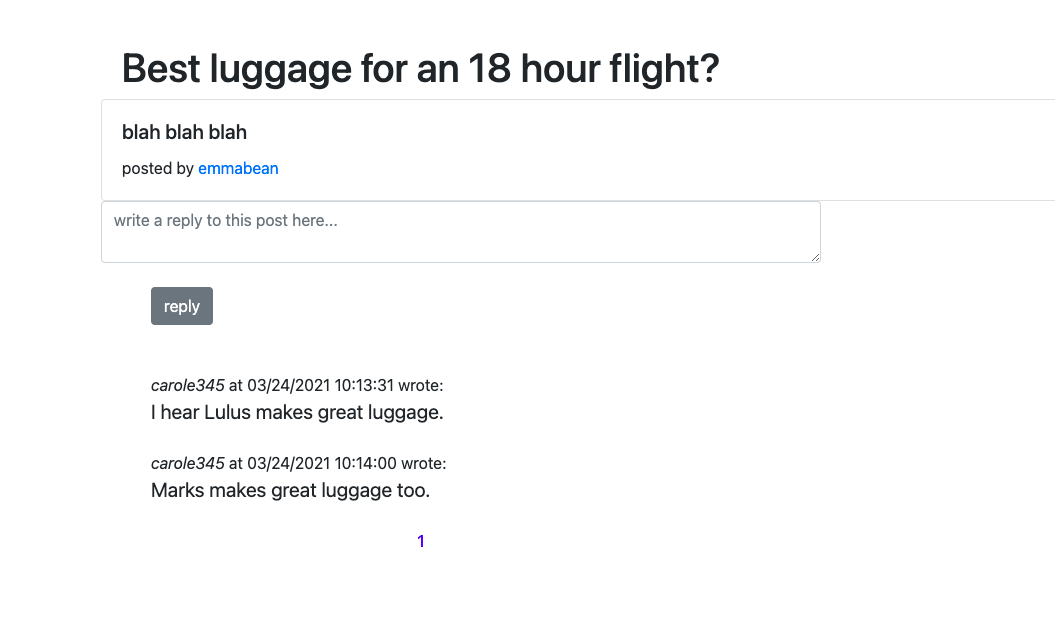 Best luggage for an 18 hour flight?
blah blah blah
posted by emmabean
write a reply to this post here...
reply
carole345 at 03/24/2021 10:13:31 wrote:
I hear Lulus makes great luggage.
carole345 at 03/24/2021 10:14:00 wrote:
Marks makes great luggage too.
1